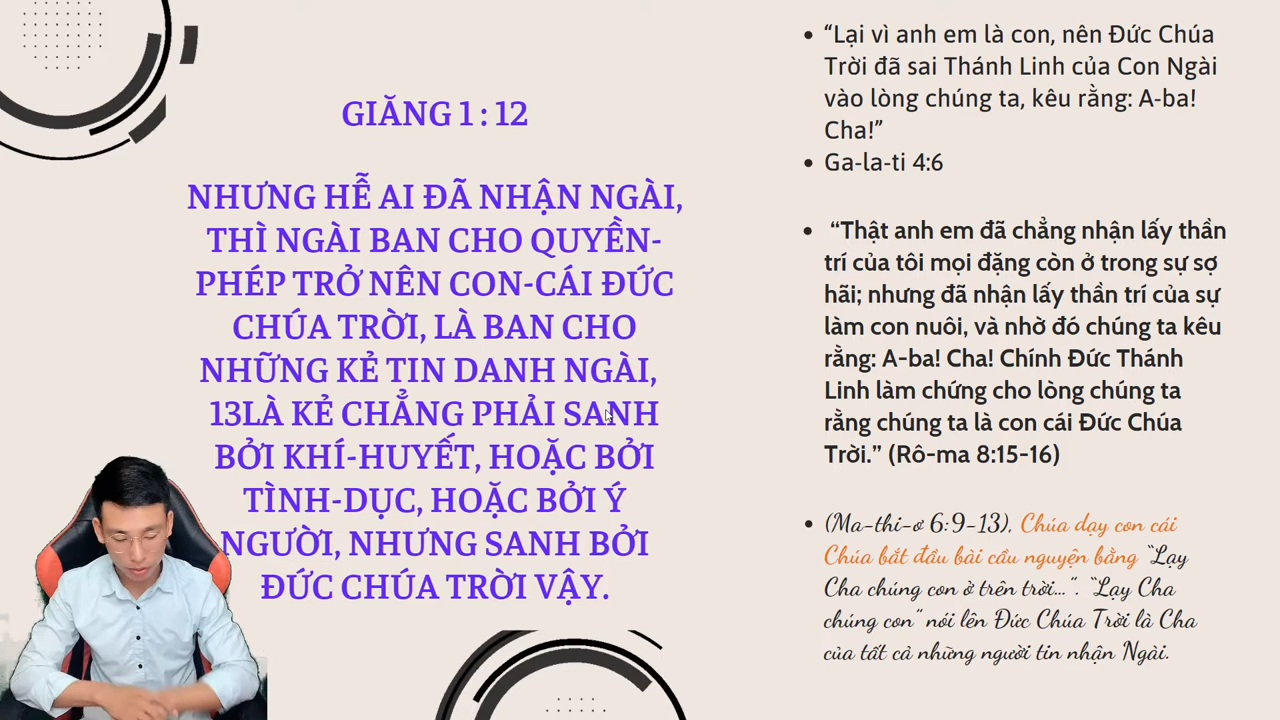 GIĂNG 1 : 12
NHƯNG HỄ AI ĐÃ NHẬN NGÀI,
THÌ NGÀI BAN CHO QUYỀN-
PHÉP TRỞ NÊN CON-CÁI ĐỨC
CHÚA TRỜI, LÀ BAN CHO
NHỮNG KẺ TIN DANH NGÀI,
13LÀ KẺ CHẲNG PHẢI SANH
BỞI KHÍ-HUYẾT, HOẶC BỞI
TÌNH-DỤC, HOẶC BỞI Ý
NGƯỜI, NHƯNG SANH BỞI
ĐỨC CHÚA TRỜI VẬY.
• “Lại vì anh em là con, nên Đức Chúa
Trời đã sai Thánh Linh của Con Ngài
vào lòng chúng ta, kêu rằng: A-ba!
Cha!”
• Ga-la-ti 4:6
• “Thật anh em đã chẳng nhận lấy thần
trí của tôi mọi đặng còn ở trong sự sợ
hãi; nhưng đã nhận lấy thần trí của sự
làm con nuôi, và nhờ đó chúng ta kêu
rằng: A-ba! Cha! Chính Đức Thánh
Linh làm chứng cho lòng chúng ta
rằng chúng ta là con cái Đức Chúa
Trời.” (Rô-ma 8:15-16)
• (Ma-thi-ơ 6:9-13), Chúa dạy con cái
Chúa bắt đầu bài cầu nguyện bằng “Lạy
Cha chúng con ở trên trời…”. “Lạy Cha
chúng con” nói lên Đức Chúa Trời là Cha
của tất cả những người tin nhận Ngài.